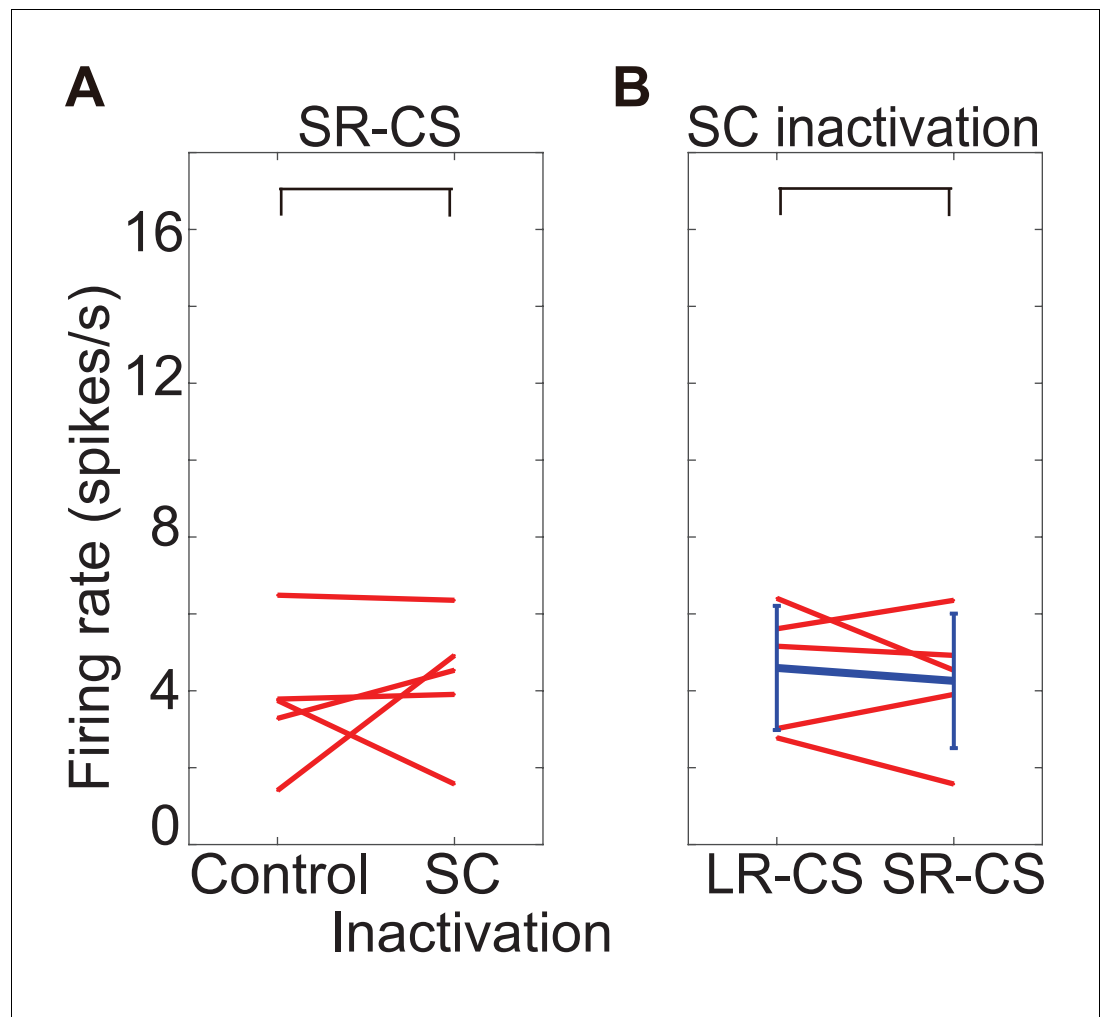 A
B
SR-CS
SC inactivation
Firing rate (spikes/s)
16
12
8
4
0
Control
SC
Inactivation
LR-CS
SR-CS